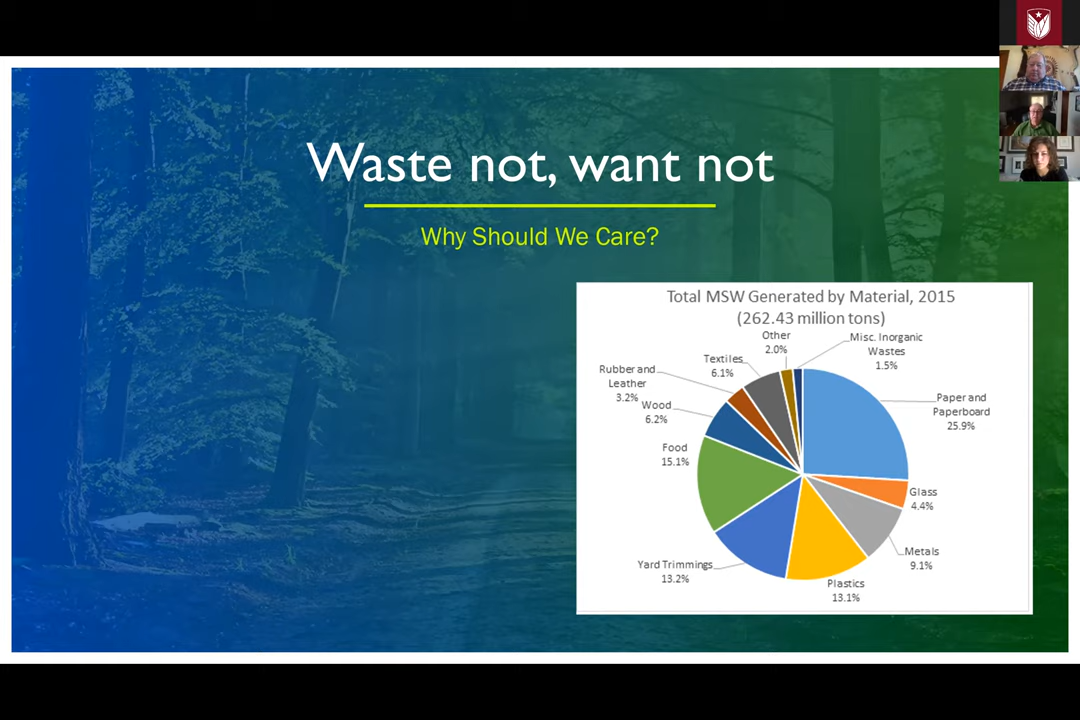 Waste not, want not
Why Should We Care?
Total MSW Generated by Material, 2015
(262.43 million tons)
Other
2.0%
Misc. Inorganic
Wastes
1.5%
Textiles
6.1%
Rubber and
Leather
3.2%
Wood
6.2%
Paper and
Paperboard
25.9%
Food
15.1%
Glass
4.4%
Metals
9.1%
Yard Trimmings
13.2%
Plastics
13.1%